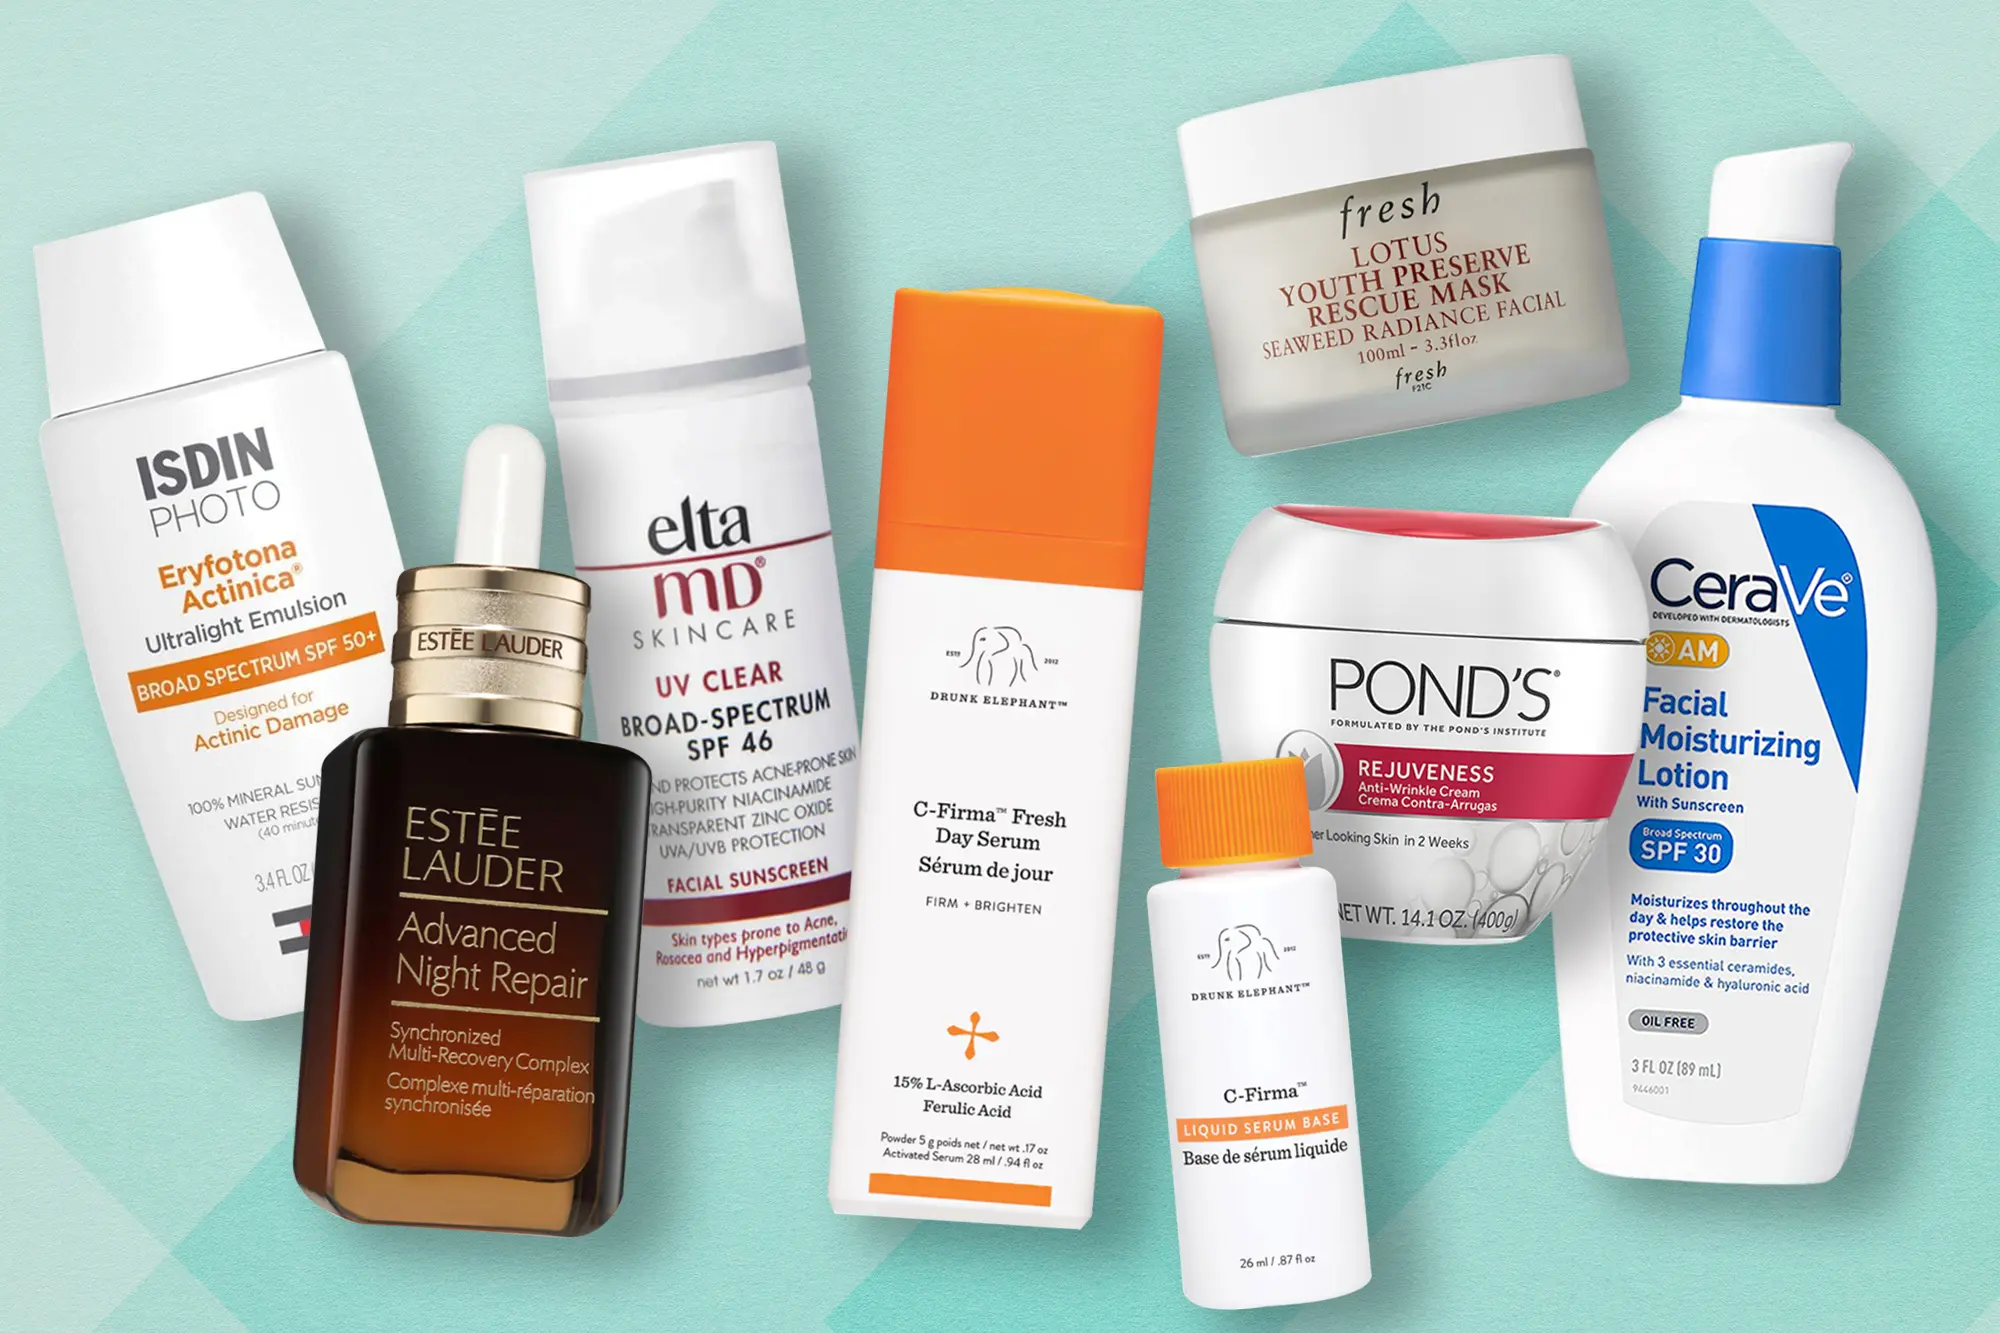 ISDIN
PHOTO
Eryfotona
Actinica®
Ultralight Emulsion
BROAD SPECTRUM SPF 50+
Designed for
Actinic Damage
100% MINERAL
WATER
(40
3.4 FL OZ
ESTĒE LAUDER
ESTĒE
LAUDER
Advanced
Night Repair
Synchronized
Multi-Recovery Complex
Complexe multi-réparation
synchronisée
elta
MD®
SKINCARE
UV CLEAR
BROAD-SPECTRUM
SPF 46
PROTECTS ACNE-PRONE SKIN
PURITY NIACINAMIDE
TRANSPARENT ZINC OXIDE
UVA/UVB PROTECTION
FACIAL SUNSCREEN
Skin types prone to Acne,
Rosacea and
net wt 1.7 oz / 48 g
ESTD 2012
DRUNK ELEPHANT™
C-Firma™ Fresh
Day Serum
Sérum de jour
FIRM + BRIGHTEN
15% L-Ascorbic Acid
Ferulic Acid
Powder 5 g poids net / net wt .17 oz
Activated Serum 28 ml / .94 fl oz
fresh
LOTUS
YOUTH PRESERVE
RESCUE MASK
SEAWEED RADIANCE FACIAL
100ml - 3.3floz
fresh
F21C
POND'S®
FORMULATED BY THE POND'S INSTITUTE
REJUVENESS
Anti-Wrinkle Cream
Crema Contra-Arrugas
Looking Skin in 2 Weeks
NET WT. 14.1 OZ. (400g)
ESTD 2012
DRUNK ELEPHANT™
C-Firma™
LIQUID SERUM BASE
Base de sérum liquide
26 ml / .87 fl oz
CeraVe®
DEVELOPED WITH DERMATOLOGISTS
AM
Facial
Moisturizing
Lotion
With Sunscreen
Broad Spectrum
SPF 30
Moisturizes throughout the
day & helps restore the
protective skin barrier
With 3 essential ceramides,
niacinamide & hyaluronic acid
OIL FREE
3 FL OZ (89 mL)
9446001